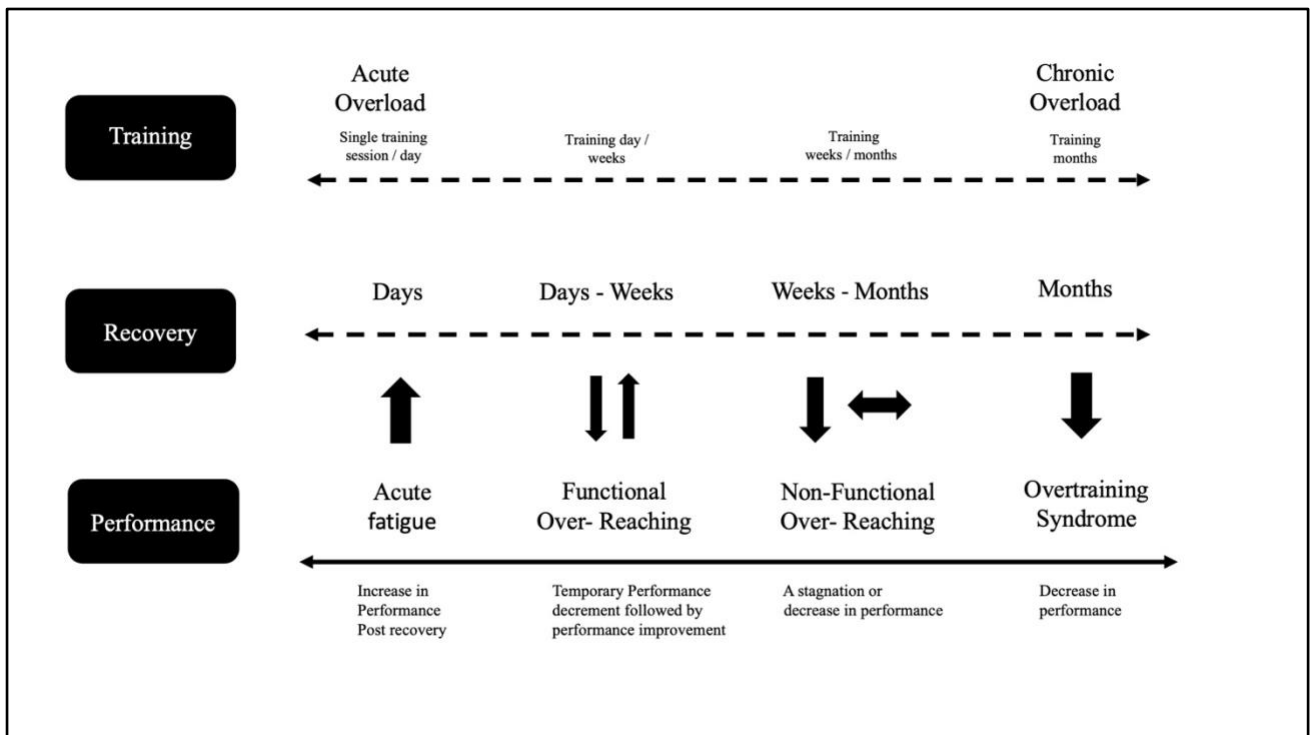 Training
Acute
Overload
Single training
session / day
Training day /
weeks
Training
weeks / months
Chronic
Overload
Training
months
Recovery
Days
Days - Weeks
Weeks - Months
Months
Performance
Acute
fatigue
Functional
Over- Reaching
Non-Functional
Over- Reaching
Overtraining
Syndrome
Increase in
Performance
Post recovery
Temporary Performance
decrement followed by
performance improvement
A stagnation or
decrease in performance
Decrease in
performance